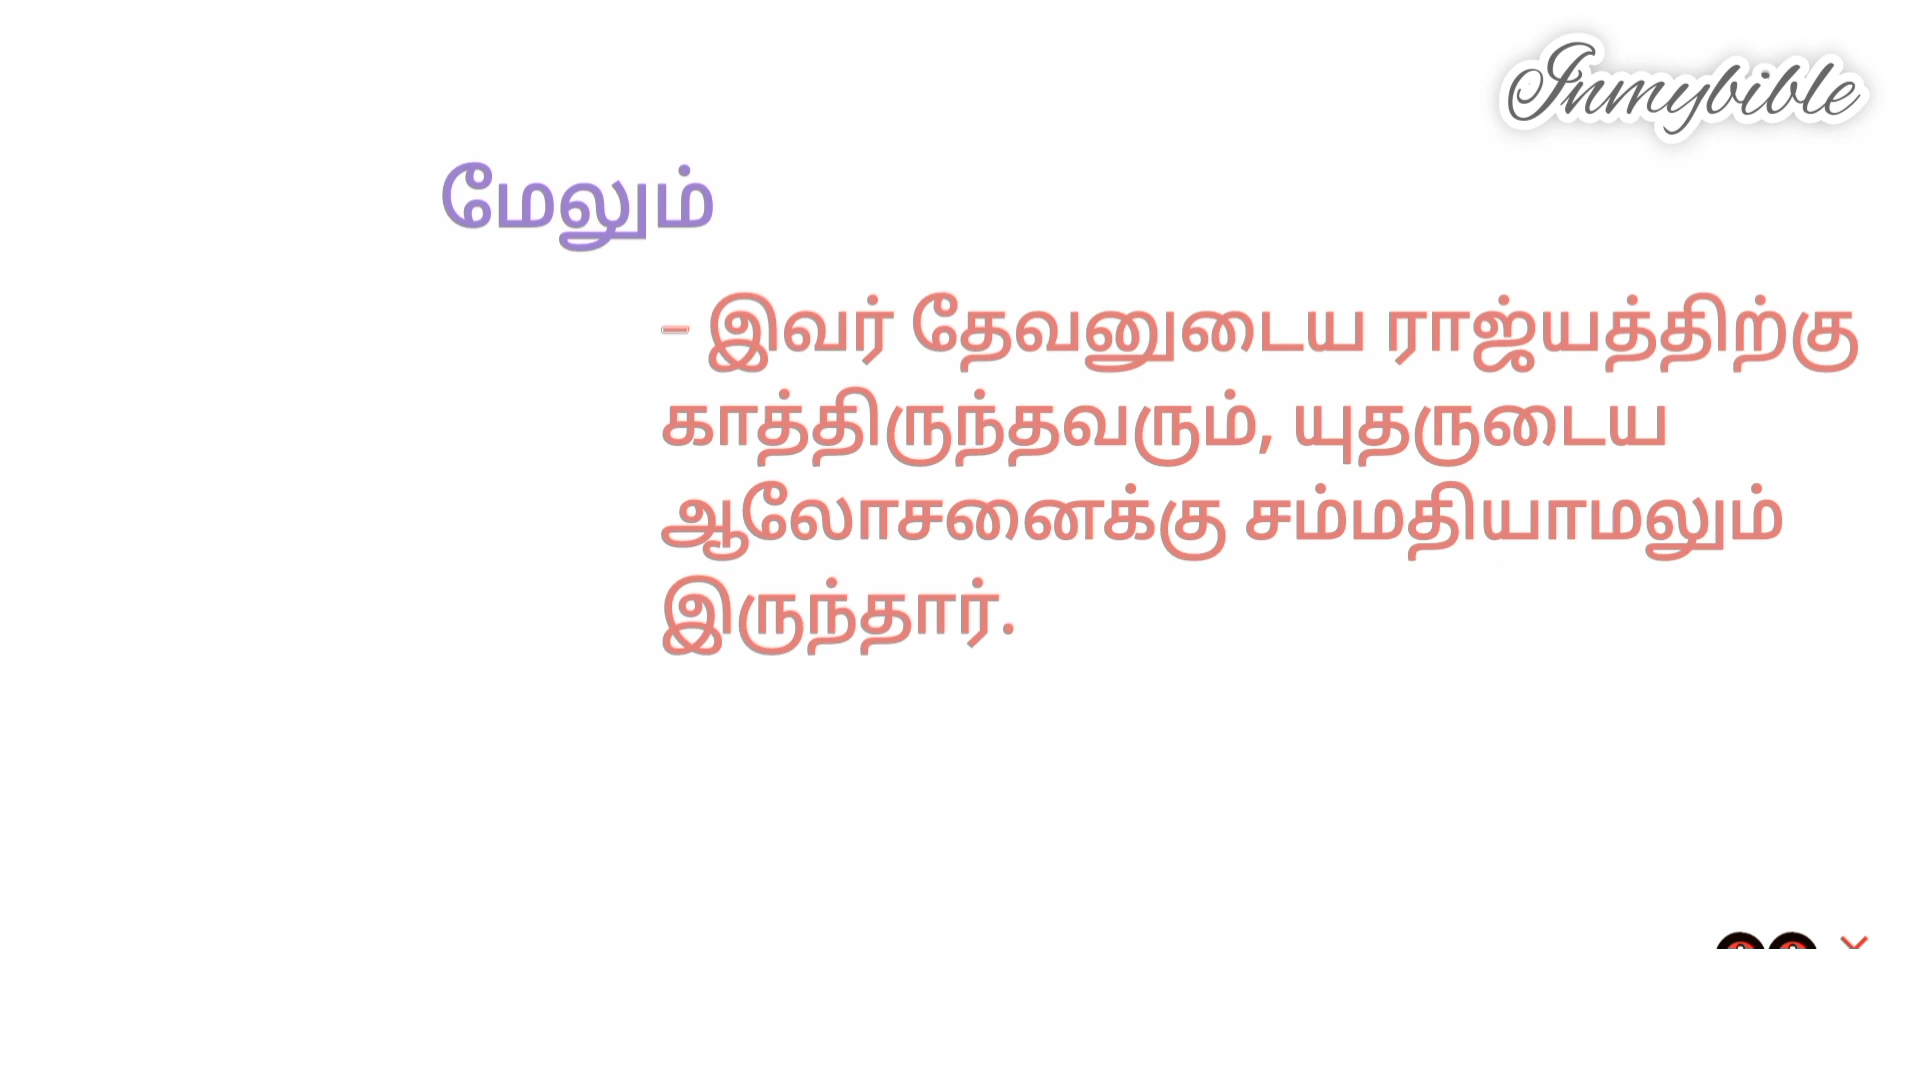 Inmybible
மேலும்
- இவர் தேவனுடைய ராஜ்யத்திற்கு
காத்திருந்தவரும், யுதருடைய
ஆலோசனைக்கு சம்மதியாமலும்
இருந்தார்.